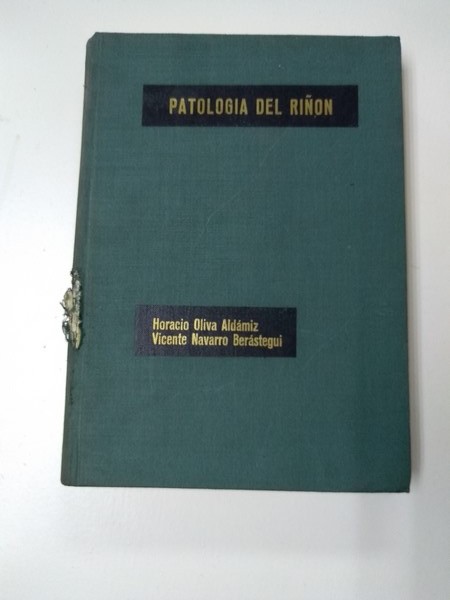 PATOLOGIA DEL RIÑON
Horacio Oliva Aldámiz
Vicente Navarro Berástegui